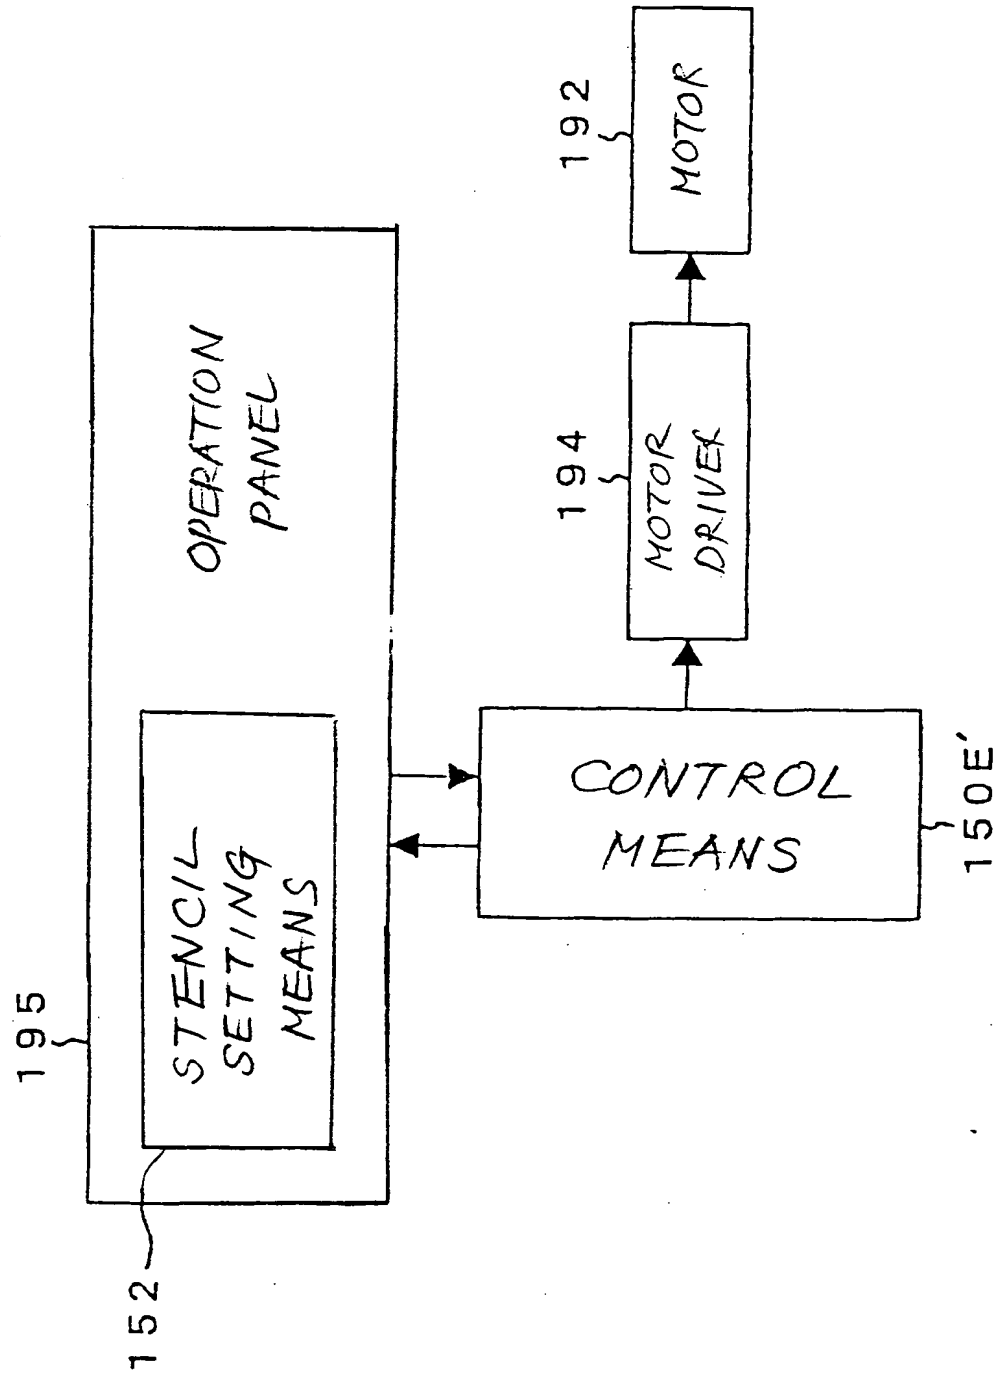 195
152
STENCIL
SETTING
MEANS
OPERATION
PANEL
CONTROL
MEANS
150E'
194
MOTOR
DRIVER
192
MOTOR